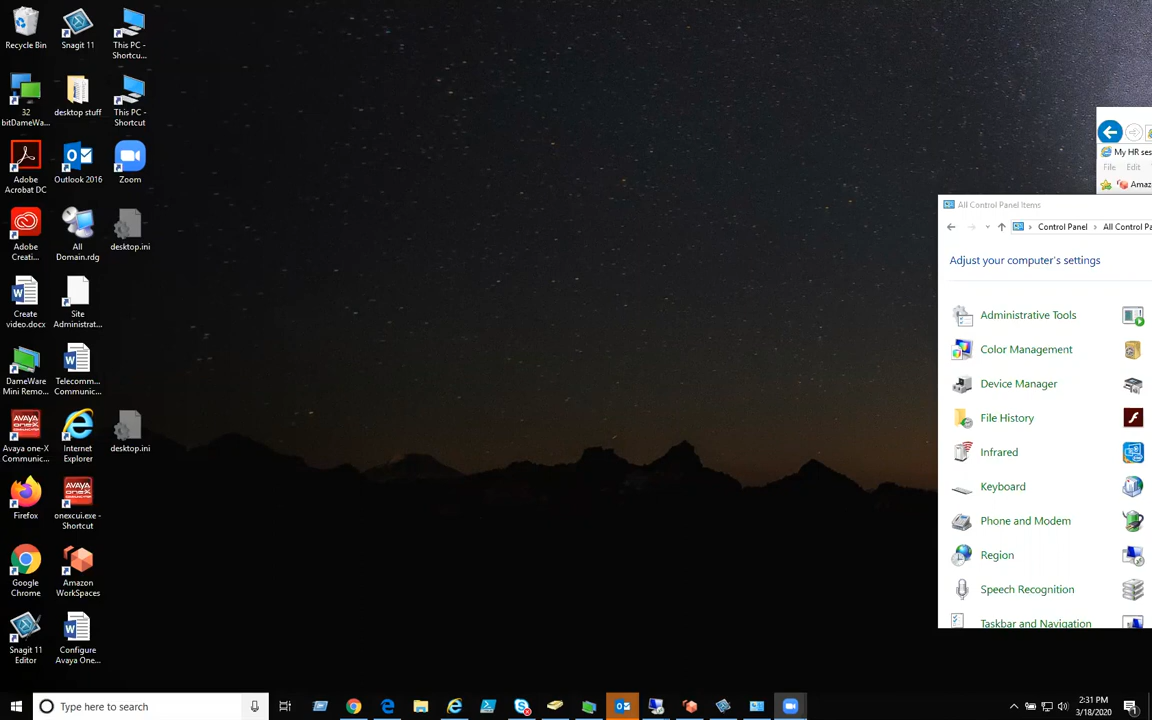 Recycle Bin
Snagit 11
This PC -
Shortcu...
32
bitDameWa...
desktop stuff
This PC -
Shortcut
Adobe
Acrobat DC
Outlook 2016
Zoom
Adobe
Creati...
All
Domain.rdg
desktop.ini
Create
video.docx
Site
Administrat...
DameWare
Mini Remo...
Telecomm...
Communic...
AVAYA
one-X
Avaya one-X
Communic...
Internet
Explorer
desktop.ini
Firefox
AVAYA
one-X
onexcui.exe -
Shortcut
Google
Chrome
Amazon
WorkSpaces
Snagit 11
Editor
Configure
Avaya One...
My HR ses
File Edit
Amaz
All Control Panel Items
Control Panel
All Control Pa
Adjust your computer's settings
Administrative Tools
Color Management
Device Manager
File History
Infrared
Keyboard
Phone and Modem
Region
Speech Recognition
Taskbar and Navigation
Type here to search
2:31 PM
3/18/2020